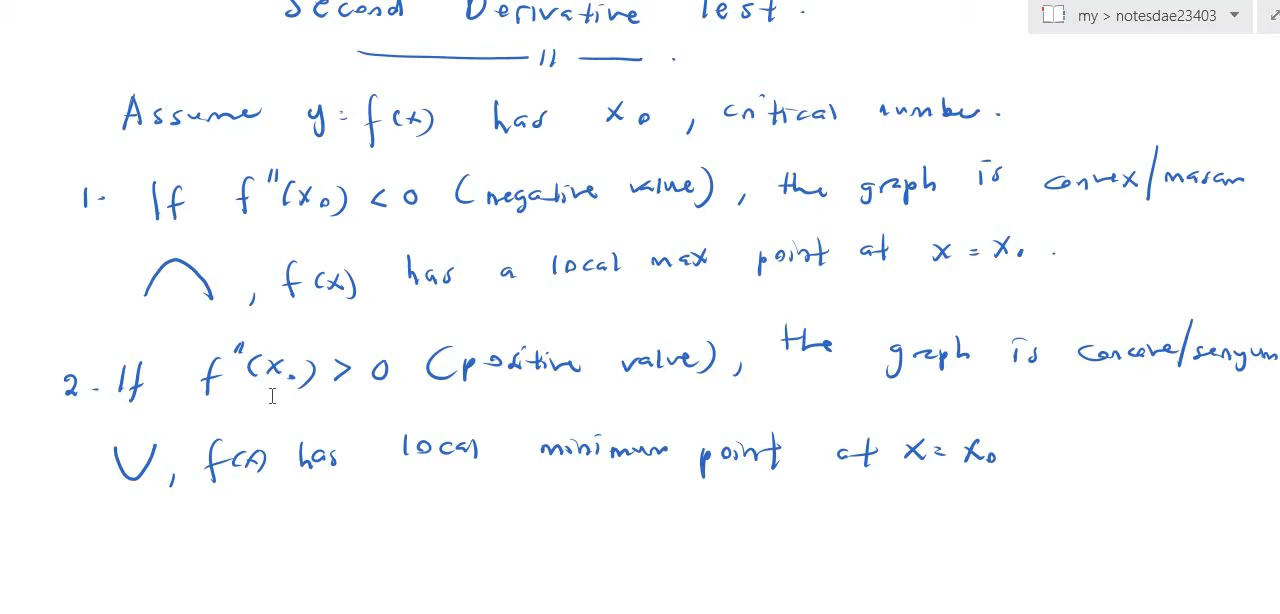 Second Derivative Test.
my > notesdae23403
Assume y = f(x) has x₀, critical number.
1. If f"(x₀) < 0 (negative value), the graph is convex/masam
, f(x) has a local max point at x = x₀.
2. If f"(x₀) > 0 (positive value), the graph is concave/senyum
, f(x) has local minimum point at x = x₀